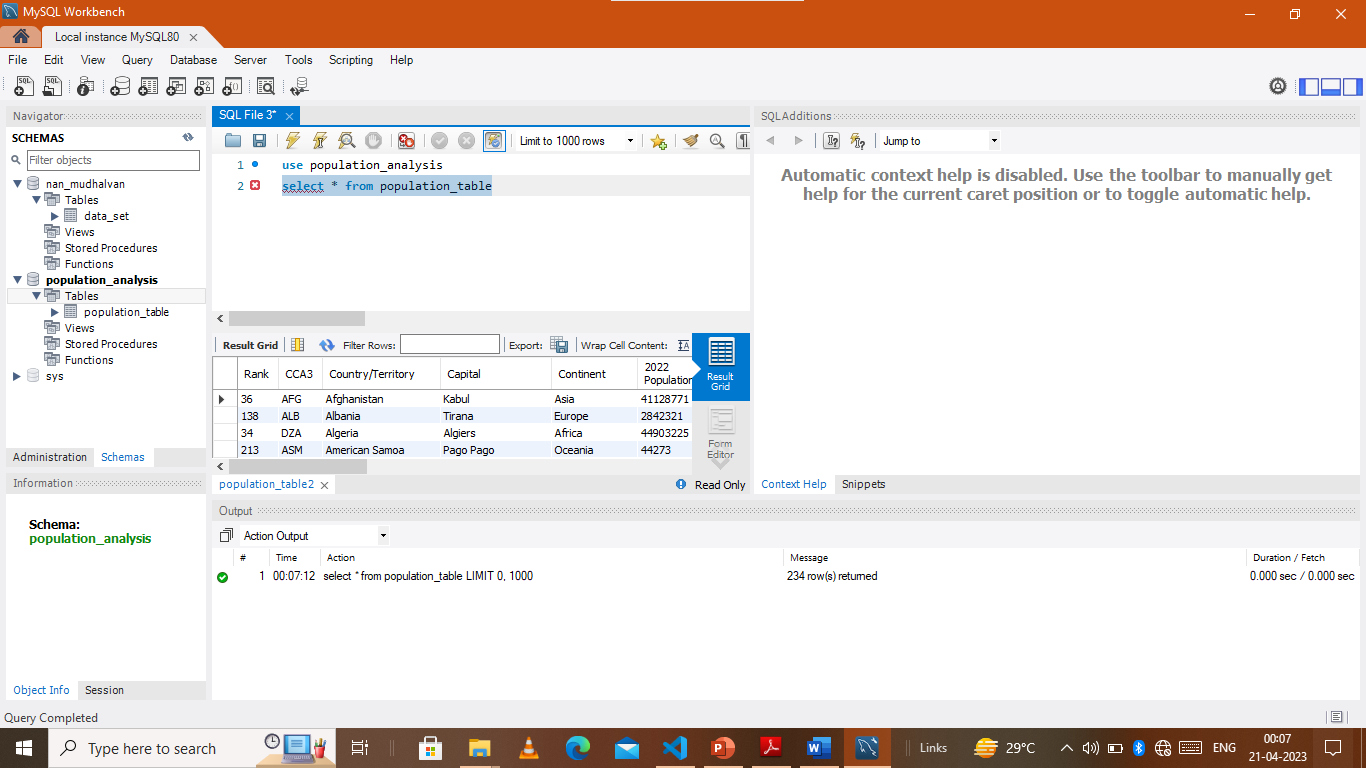 MySQL Workbench
Local instance MySQL80
File Edit View Query Database Server Tools Scripting Help
Navigator
SCHEMAS
Filter objects
nan_mudhalvan
Tables
data_set
Views
Stored Procedures
Functions
population_analysis
Tables
population_table
Views
Stored Procedures
Functions
sys
Administration Schemas
Information
Schema:
population_analysis
Object Info Session
SQL File 3*
Limit to 1000 rows
1 use population_analysis
2 select * from population_table
Result Grid Filter Rows: Export: Wrap Cell Content:
Rank CCA3 Country/Territory Capital Continent 2022 Population
36 AFG Afghanistan Kabul Asia 41128771
138 ALB Albania Tirana Europe 2842321
34 DZA Algeria Algiers Africa 44903225
213 ASM American Samoa Pago Pago Oceania 44273
Result
Grid
Form
Editor
population_table2
Read Only
SQLAdditions
Jump to
Automatic context help is disabled. Use the toolbar to manually get
help for the current caret position or to toggle automatic help.
Context Help Snippets
Output
Action Output
# Time Action Message Duration / Fetch
1 00:07:12 select * from population_table LIMIT 0, 1000 234 row(s) returned 0.000 sec / 0.000 sec
Query Completed
Type here to search
Links
29°C
ENG
00:07
21-04-2023